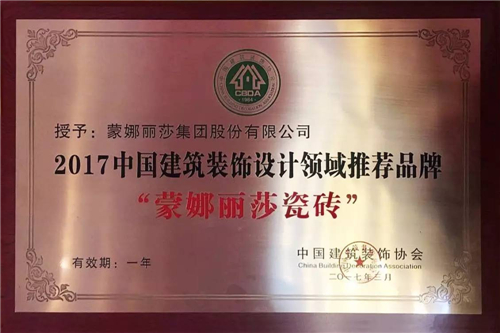 CBDA
1984
授予：蒙娜丽莎集团股份有限公司
2017中国建筑装饰设计领域推荐品牌
“蒙娜丽莎瓷砖”
有效期：一年
中国建筑装饰协会
China Building Decoration Association
二〇一七年三月